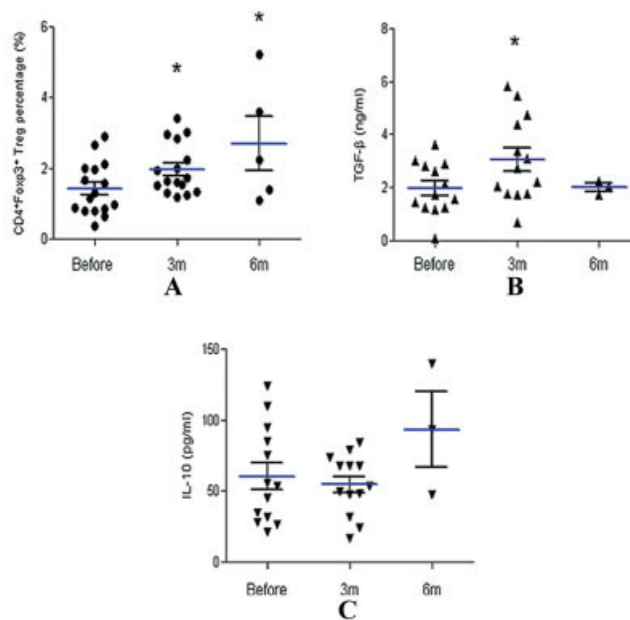 CD4+Foxp3+ Treg percentage (%)
6
4
2
0
*
*
Before
3m
6m
A
TGF-β (ng/ml)
8
6
4
2
0
*
Before
3m
6m
B
IL-10 (pg/ml)
150
100
50
0
Before
3m
6m
C